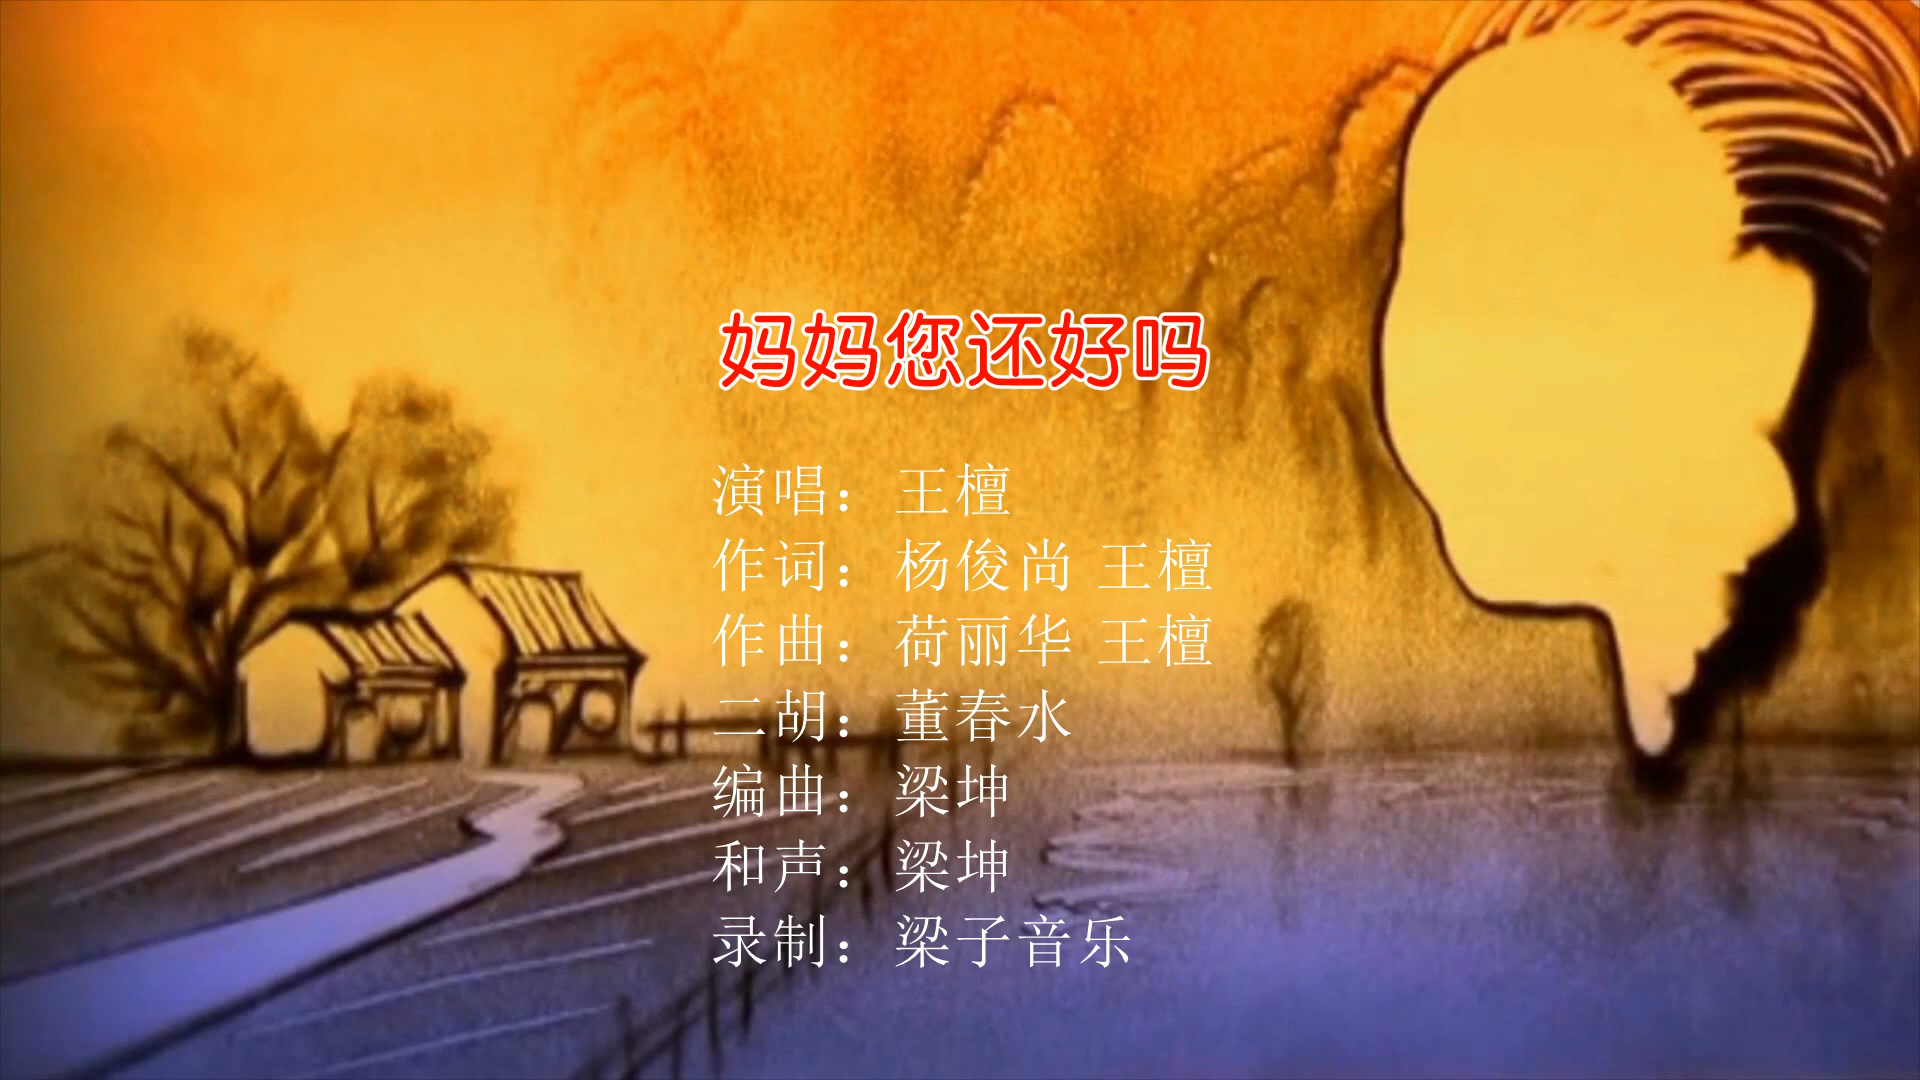 妈妈您还好吗
演唱：王檀
作词：杨俊尚 王檀
作曲：荷丽华 王檀
二胡：董春水
编曲：梁坤
和声：梁坤
录制：梁子音乐